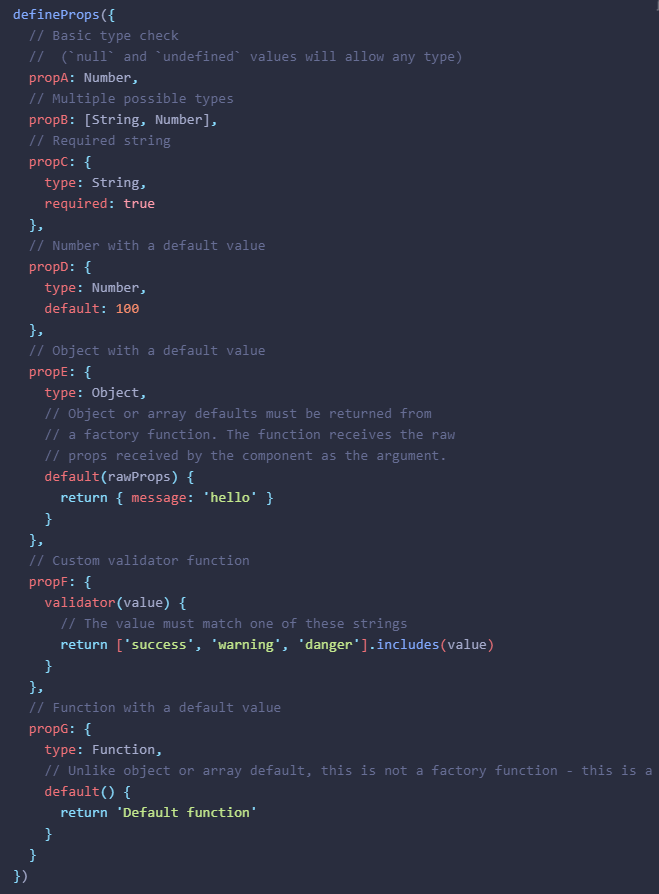 defineProps({
  // Basic type check
  //  (`null` and `undefined` values will allow any type)
  propA: Number,
  // Multiple possible types
  propB: [String, Number],
  // Required string
  propC: {
    type: String,
    required: true
  },
  // Number with a default value
  propD: {
    type: Number,
    default: 100
  },
  // Object with a default value
  propE: {
    type: Object,
    // Object or array defaults must be returned from
    // a factory function. The function receives the raw
    // props received by the component as the argument.
    default(rawProps) {
      return { message: 'hello' }
    }
  },
  // Custom validator function
  propF: {
    validator(value) {
      // The value must match one of these strings
      return ['success', 'warning', 'danger'].includes(value)
    }
  },
  // Function with a default value
  propG: {
    type: Function,
    // Unlike object or array default, this is not a factory function - this is a
    default() {
      return 'Default function'
    }
  }
})